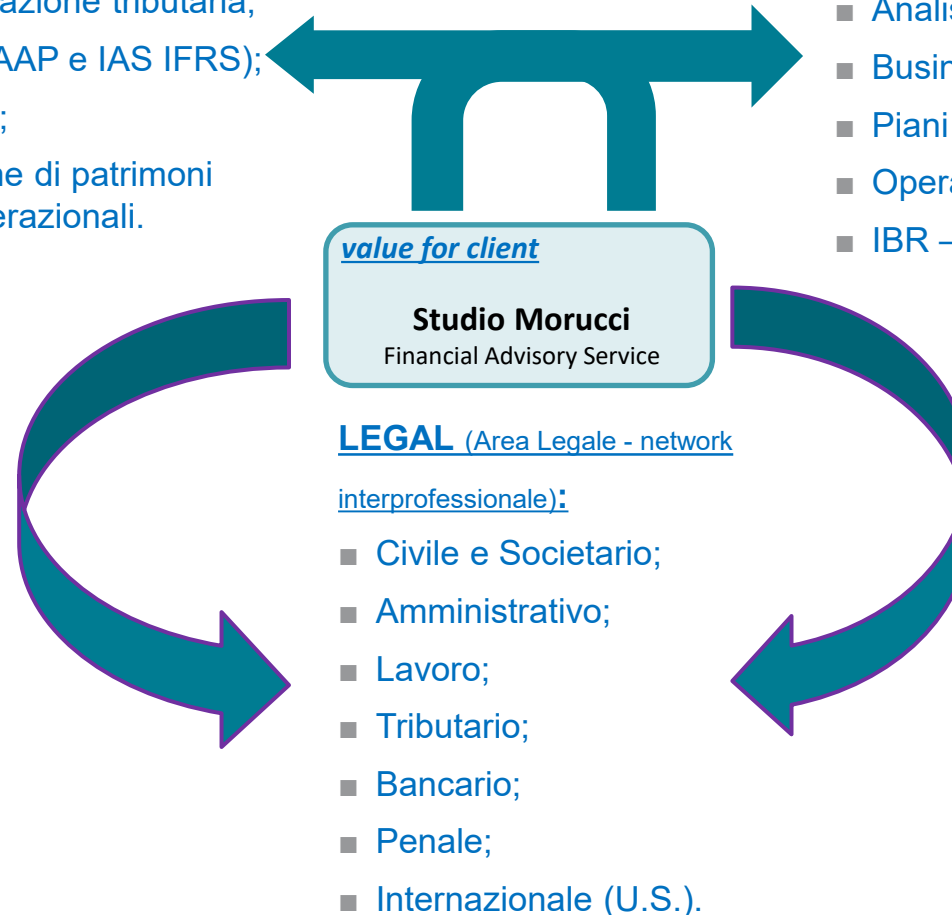 azione tributaria;
AAP e IAS IFRS);
;
ne di patrimoni
erazionali.
Analis
Busin
Piani
Opera
IBR –
value for client
Studio Morucci
Financial Advisory Service
LEGAL (Area Legale - network
interprofessionale):
Civile e Societario;
Amministrativo;
Lavoro;
Tributario;
Bancario;
Penale;
Internazionale (U.S.).